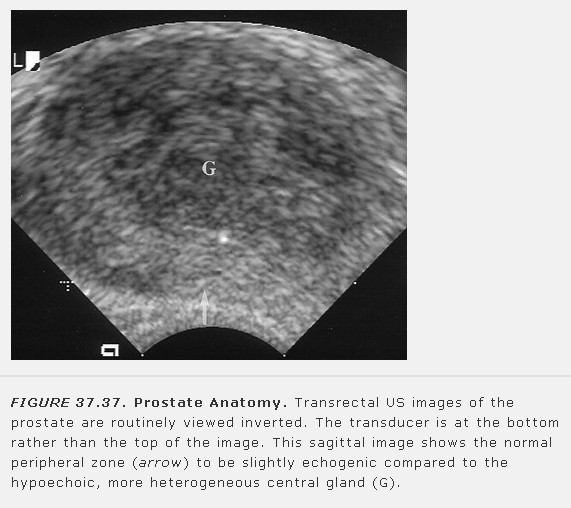 L
G
FIGURE 37.37. Prostate Anatomy. Transrectal US images of the
prostate are routinely viewed inverted. The transducer is at the bottom
rather than the top of the image. This sagittal image shows the normal
peripheral zone (arrow) to be slightly echogenic compared to the
hypoechoic, more heterogeneous central gland (G).